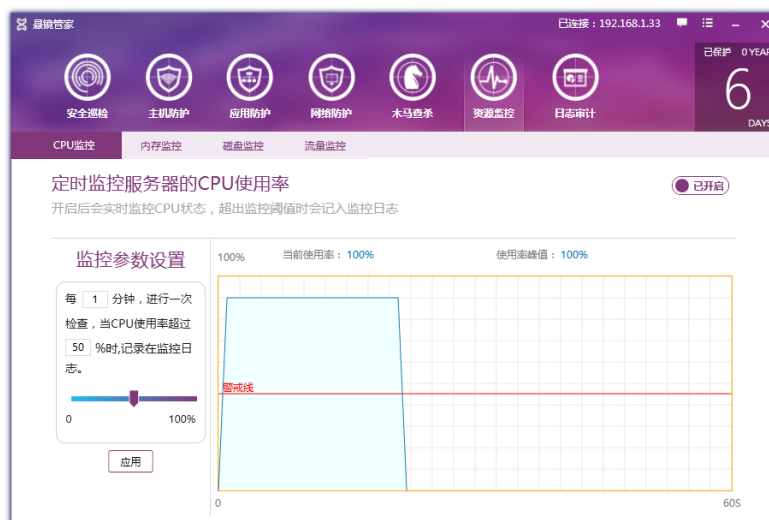 悬镜管家
已连接：192.168.1.33
已保护 0 YEAR
6
DAYS
安全巡检 主机防护 应用防护 网络防护 木马查杀 资源监控 日志审计
CPU监控 内存监控 磁盘监控 流量监控
定时监控服务器的CPU使用率
已开启
开启后会实时监控CPU状态，超出监控阈值时会记入监控日志
监控参数设置
每 1 分钟，进行一次
检查，当CPU使用率超过
50 %时,记录在监控日
志。
0 100%
应用
100% 当前使用率：100% 使用率峰值：100%
警戒线
0 60S